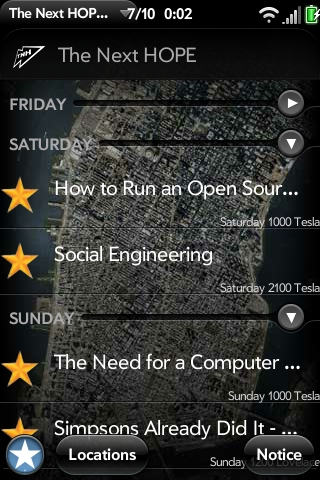 The Next HOP... 7/10 0:02
The Next HOPE
FRIDAY
SATURDAY
How to Run an Open Sour...
Saturday 1000 Tesla
Social Engineering
Saturday 2100 Tesla
SUNDAY
The Need for a Computer ...
Sunday 1000 Tesla
Simpsons Already Did It - ...
Sunday 1200 Lovelace
Locations
Notice